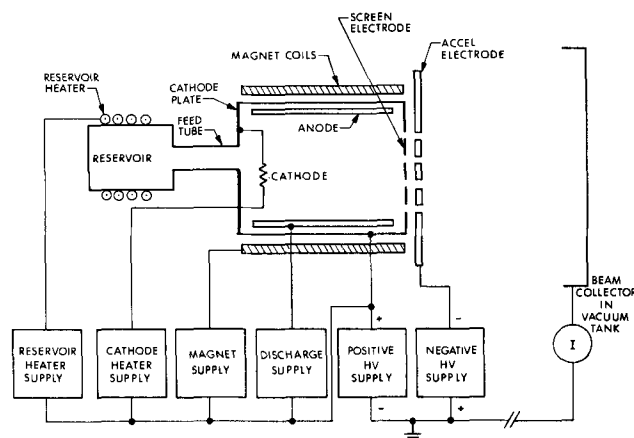 SCREEN
ELECTRODE
ACCEL
ELECTRODE
MAGNET COILS
RESERVOIR
HEATER
CATHODE
PLATE
FEED
TUBE
ANODE
RESERVOIR
CATHODE
BEAM
COLLECTOR
IN
VACUUM
TANK
+
-
I
RESERVOIR
HEATER
SUPPLY
CATHODE
HEATER
SUPPLY
MAGNET
SUPPLY
DISCHARGE
SUPPLY
POSITIVE
HV
SUPPLY
NEGATIVE
HV
SUPPLY
-
+